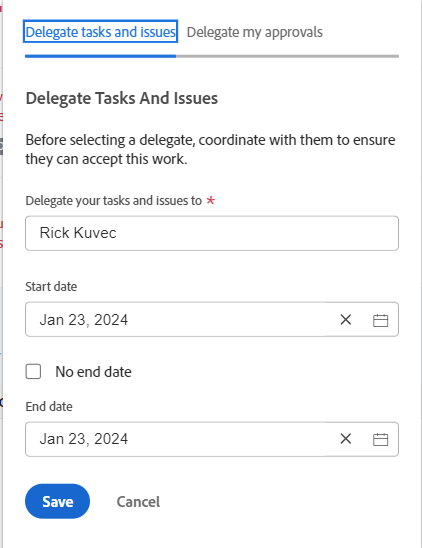 Delegate tasks and issues Delegate my approvals
Delegate Tasks And Issues
Before selecting a delegate, coordinate with them to ensure
they can accept this work.
Delegate your tasks and issues to *
Rick Kuvec
Start date
Jan 23, 2024
No end date
End date
Jan 23, 2024
Save Cancel